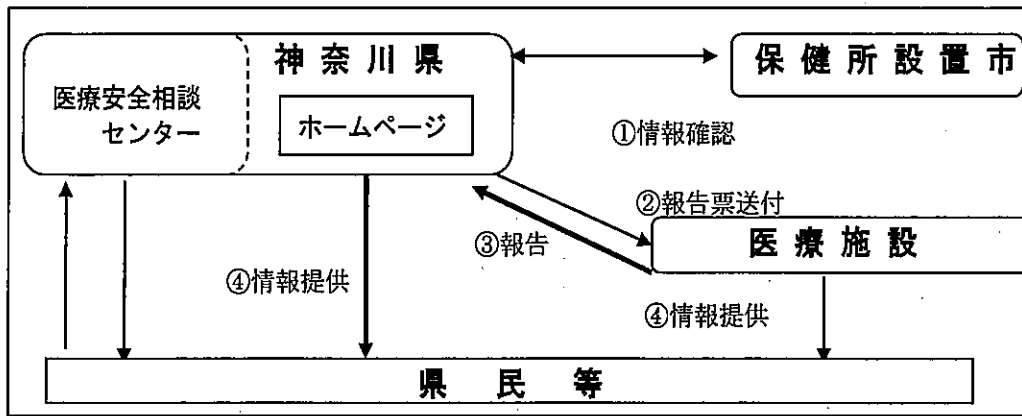 神奈川県
保健所設置市
医療安全相談
センター
ホームページ
①情報確認
②報告票送付
③報告
医療施設
④情報提供
④情報提供
県民等